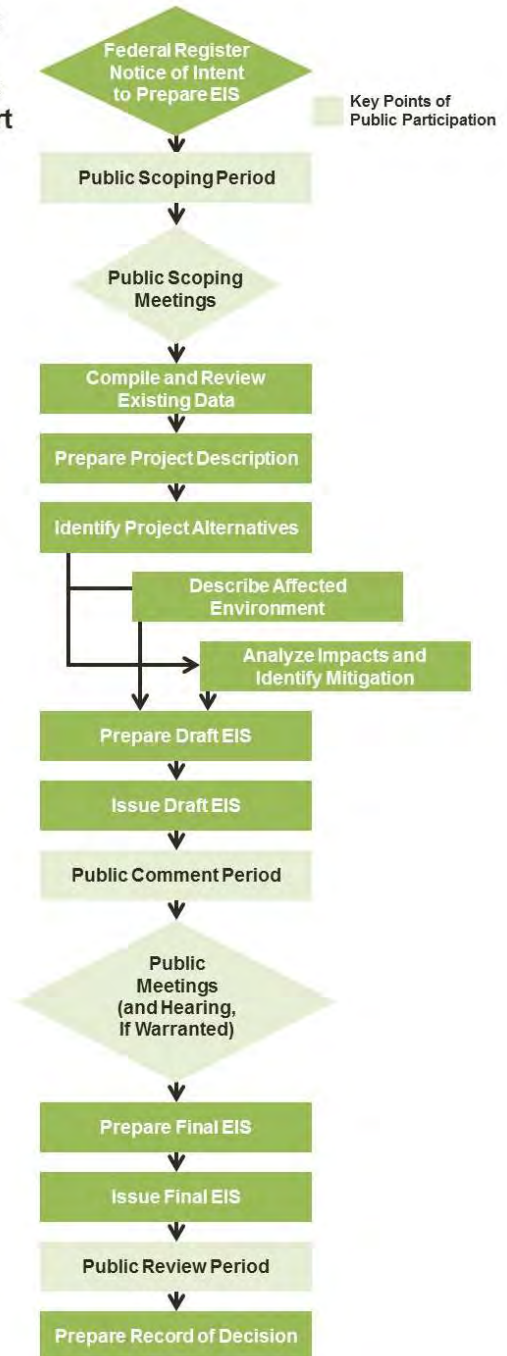 rt
Federal Register
Notice of Intent
to Prepare EIS
Key Points of
Public Participation
Public Scoping Period
Public Scoping
Meetings
Compile and Review
Existing Data
Prepare Project Description
Identify Project Alternatives
Describe Affected
Environment
Analyze Impacts and
Identify Mitigation
Prepare Draft EIS
Issue Draft EIS
Public Comment Period
Public
Meetings
(and Hearing,
If Warranted)
Prepare Final EIS
Issue Final EIS
Public Review Period
Prepare Record of Decision